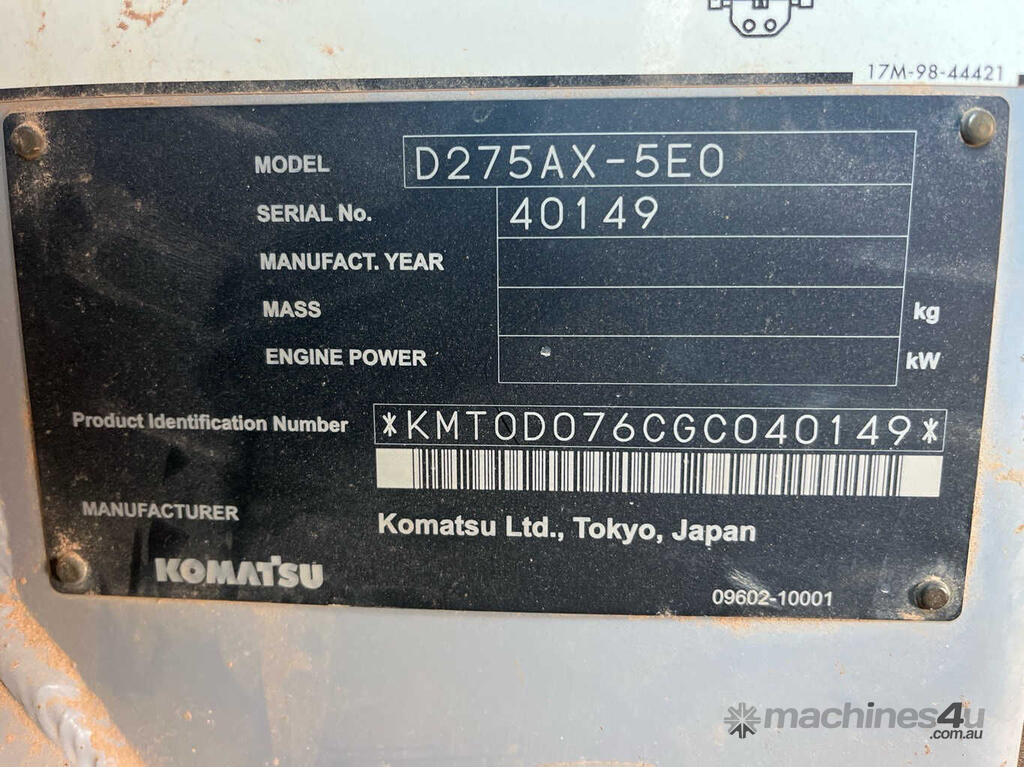 17M-98-44421
MODEL D275AX-5E0
SERIAL No. 40149
MANUFACT. YEAR
MASS kg
ENGINE POWER kW
Product Identification Number *KMT0D076CGC040149*
MANUFACTURER Komatsu Ltd., Tokyo, Japan
KOMATSU
09602-10001
machines4u
.com.au